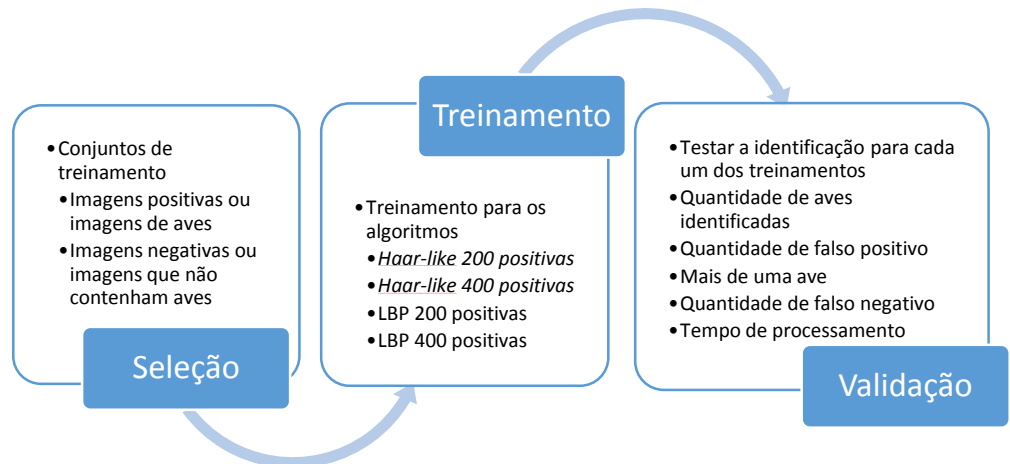 •Conjuntos de
treinamento
•Imagens positivas ou
imagens de aves
•Imagens negativas ou
imagens que não
contenham aves
Seleção
Treinamento
•Treinamento para os
algoritmos
•Haar-like 200 positivas
•Haar-like 400 positivas
•LBP 200 positivas
•LBP 400 positivas
•Testar a identificação para cada
um dos treinamentos
•Quantidade de aves
identificadas
•Quantidade de falso positivo
•Mais de uma ave
•Quantidade de falso negativo
•Tempo de processamento
Validação